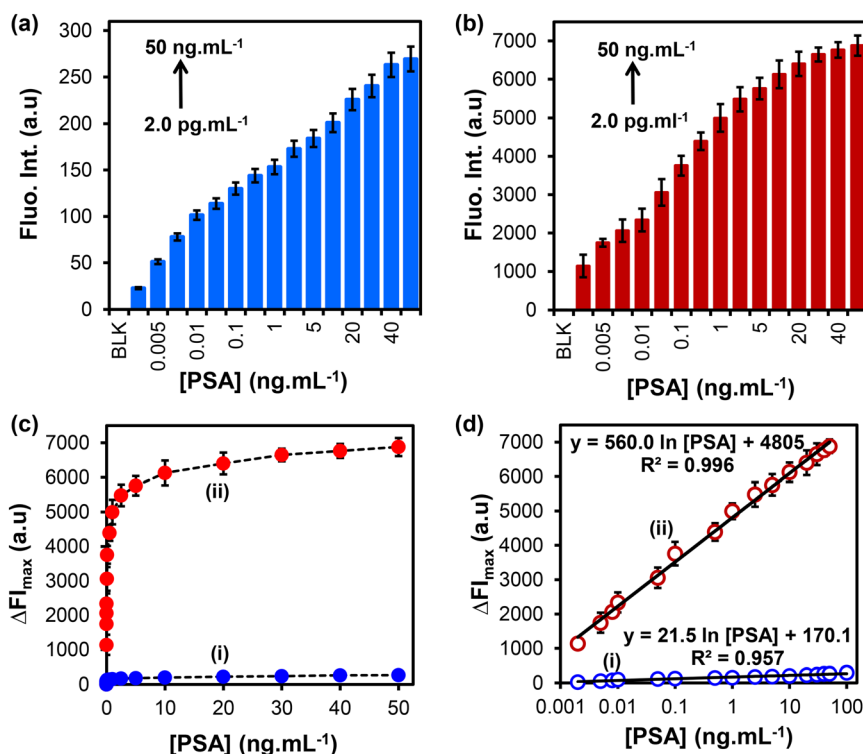 (a)
300
250
200
150
100
50
0
Fluo. Int. (a.u)
50 ng.mL⁻¹
2.0 pg.mL⁻¹
BLK
0.005
0.01
0.1
1
5
20
40
[PSA] (ng.mL⁻¹)
(b)
7000
6000
5000
4000
3000
2000
1000
0
Fluo. Int. (a.u)
50 ng.mL⁻¹
2.0 pg.ml⁻¹
BLK
0.005
0.01
0.1
1
5
20
40
[PSA] (ng.mL⁻¹)
(c)
7000
6000
5000
4000
3000
2000
1000
0
ΔFImax (a.u)
(ii)
(i)
0 10 20 30 40 50
[PSA] (ng.mL⁻¹)
(d)
7000
6000
5000
4000
3000
2000
1000
0
ΔFImax (a.u)
y = 560.0 ln [PSA] + 4805
R² = 0.996
(ii)
y = 21.5 ln [PSA] + 170.1
R² = 0.957
(i)
0.001 0.01 0.1 1 10 100
[PSA] (ng.mL⁻¹)